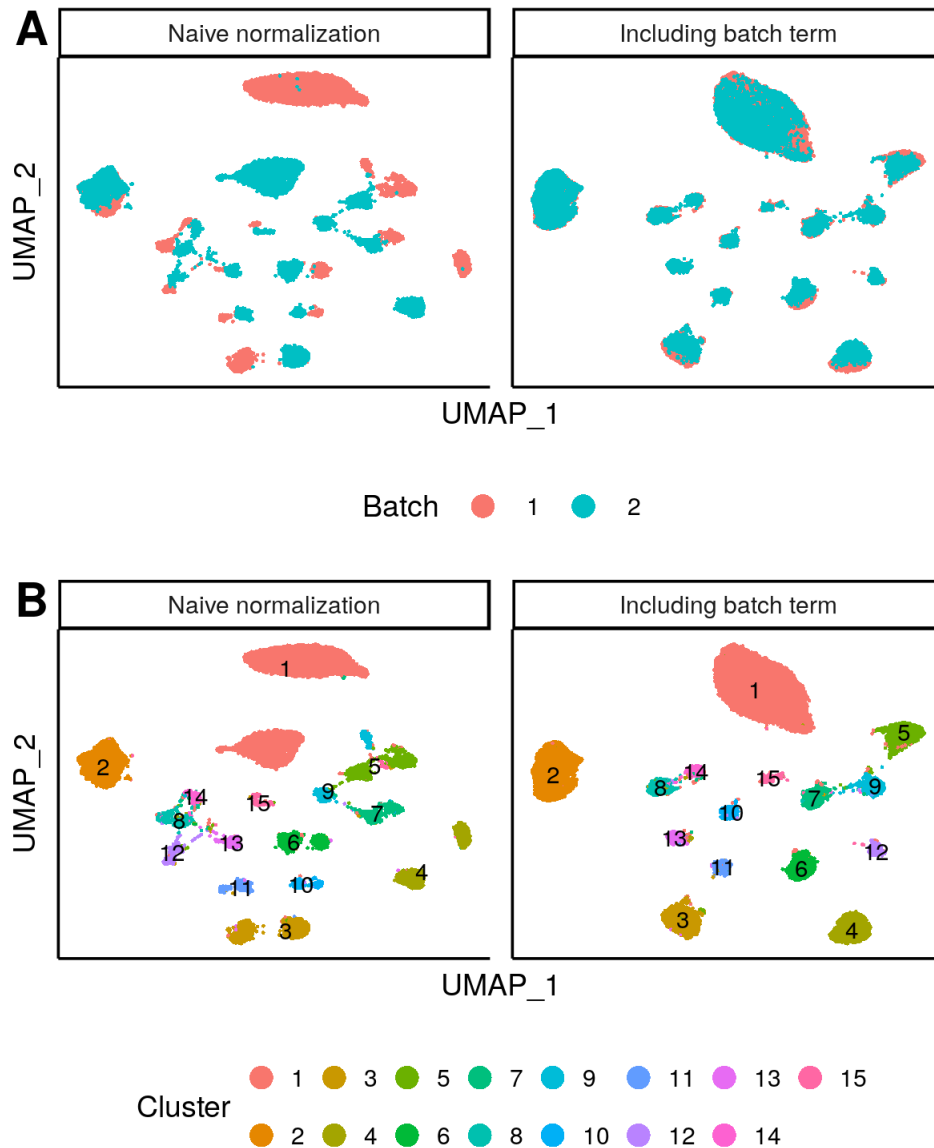 A
Naive normalization
Including batch term
UMAP_2
UMAP_1
Batch 1 2
B
Naive normalization
Including batch term
1
2
3
4
5
6
7
8
9
10
11
12
13
14
15
1
2
3
4
5
6
7
8
9
10
11
12
13
14
15
UMAP_2
UMAP_1
Cluster
1 3 5 7 9 11 13 15
2 4 6 8 10 12 14